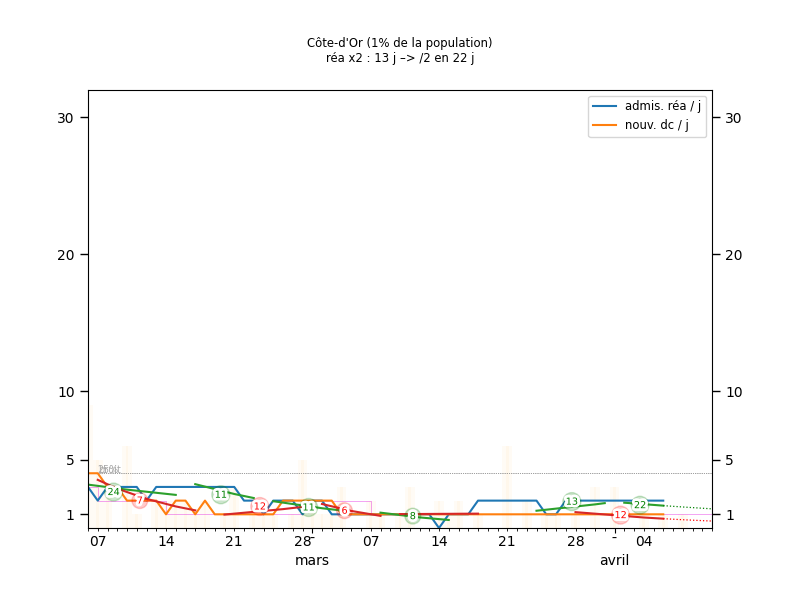 Côte-d'Or (1% de la population)
réa x2 : 13 j –> /2 en 22 j
admis. réa / j
nouv. dc / j
30 30
20 20
10 10
5 5
1 1
24 7 11 12 11 6 8 13 12 22
07 14 21 28 07 14 21 28 04
mars avril